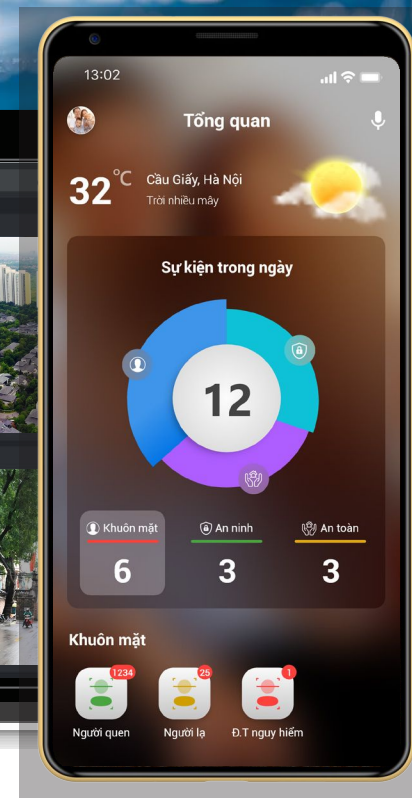 13:02
Tổng quan
32°C
Cầu Giấy, Hà Nội
Trời nhiều mây
Sự kiện trong ngày
12
Khuôn mặt
An ninh
An toàn
6
3
3
Khuôn mặt
1234
25
1
Người quen
Người lạ
Đ.T nguy hiểm